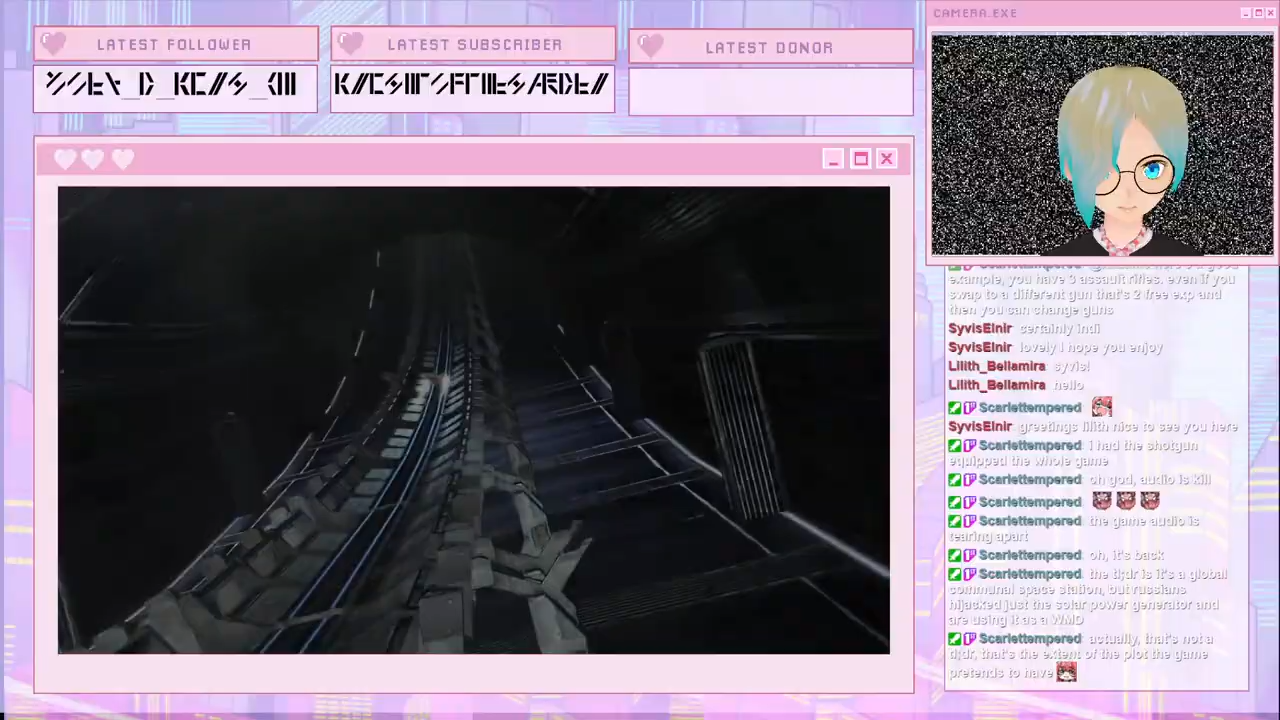 LATEST FOLLOWER
LATEST SUBSCRIBER
LATEST DONOR
CAMERA.EXE
Scarlettempered
example, you have 3 assault rifles. even if you
swap to a different gun that's 2 free exp and
then you can change guns
SyvisElnir certainly indi
SyvisElnir lovely I hope you enjoy
Lilith_Bellamira syvis!
Lilith_Bellamira hello
Scarlettempered
SyvisElnir greetings lilith nice to see you here
Scarlettempered I had the shotgun
equipped the whole game
Scarlettempered oh god, audio is kill
Scarlettempered
Scarlettempered the game audio is
tearing apart
Scarlettempered oh, it's back
Scarlettempered the tl;dr is it's a global
communal space station, but russians
hijacked just the solar power generator and
are using it as a WMD
Scarlettempered actually, that's not a
tl;dr, that's the extent of the plot the game
pretends to have